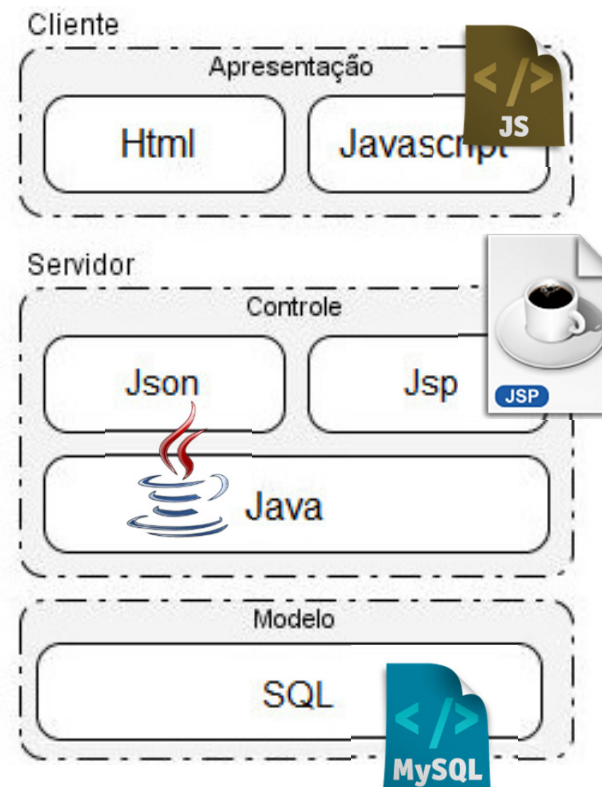 Cliente
Apresentação
Html
Javascript
JS
Servidor
Controle
Json
Jsp
JSP
Java
Modelo
SQL
MySQL